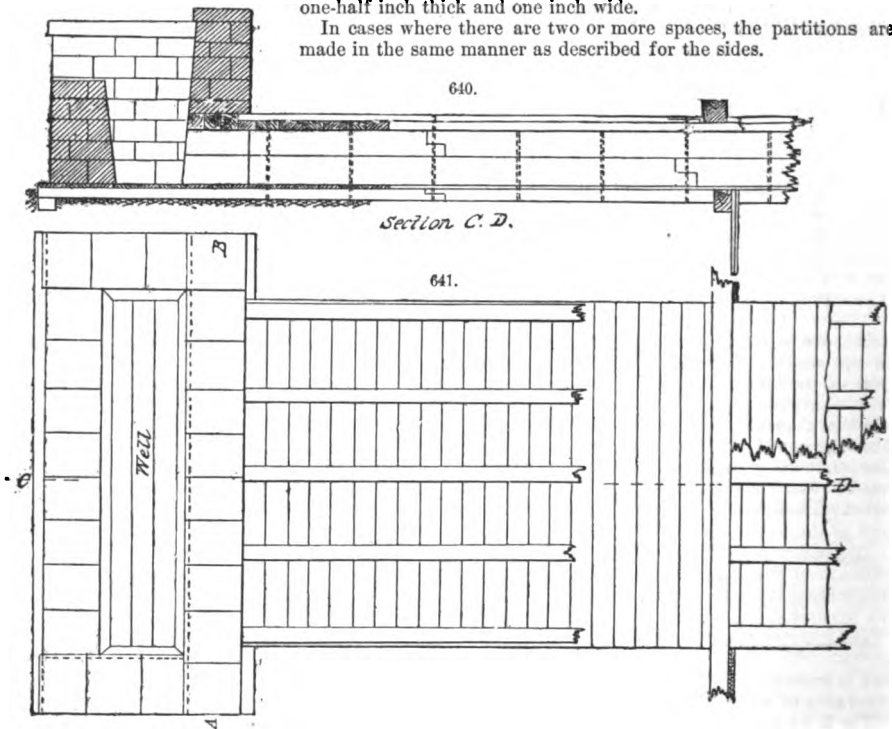 one-half inch thick and one inch wide.
In cases where there are two or more spaces, the partitions are
made in the same manner as described for the sides.
640.
Section C. D.
B
641.
Well
C
D
A